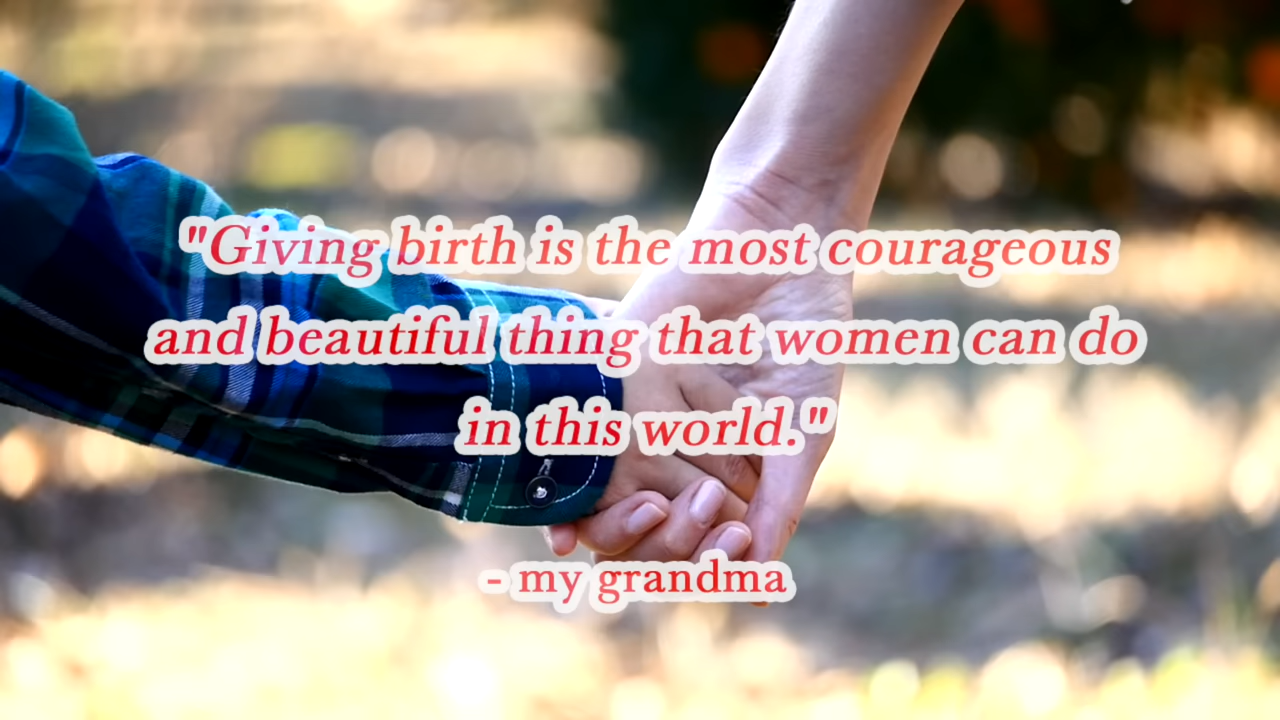 "Giving birth is the most courageous
and beautiful thing that women can do
in this world."
- my grandma